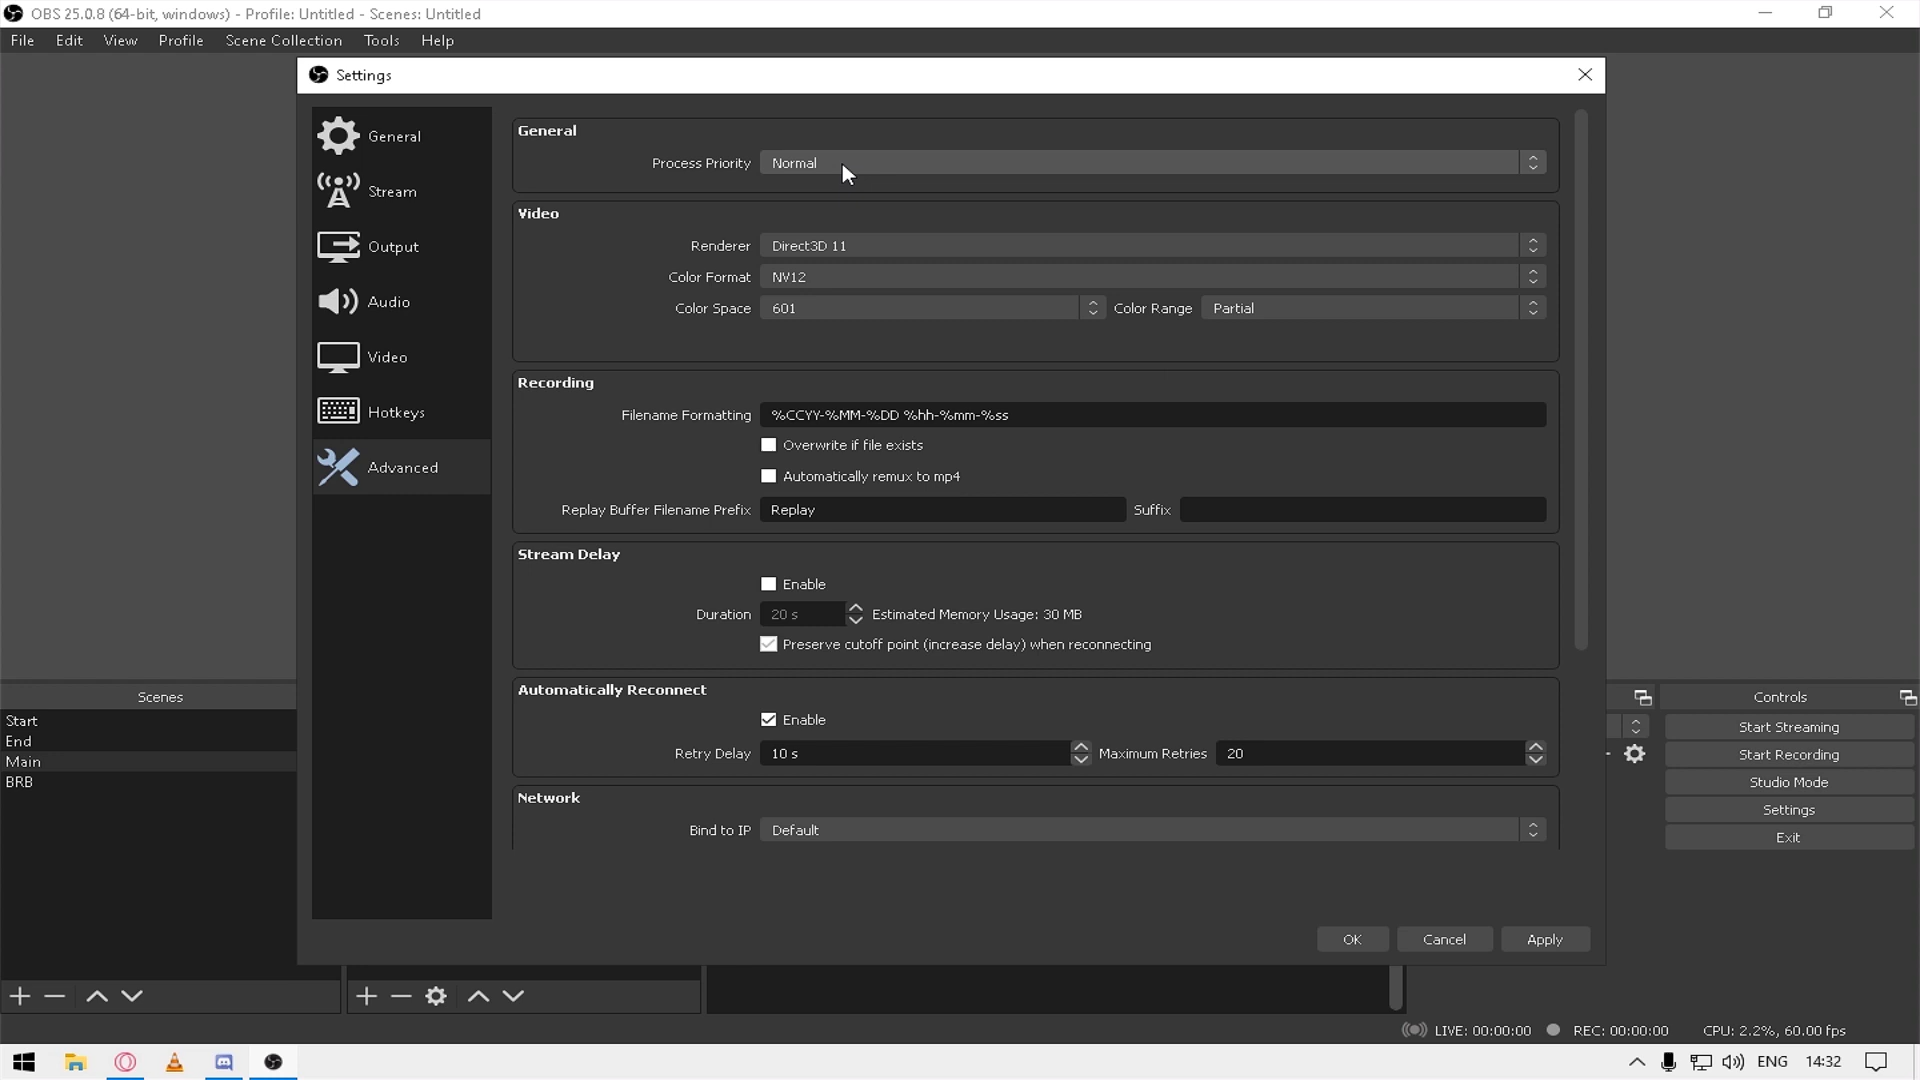 OBS 25.0.8 (64-bit, windows) - Profile: Untitled - Scenes: Untitled
File Edit View Profile Scene Collection Tools Help
Settings
General
Stream
Output
Audio
Video
Hotkeys
Advanced
General
Process Priority Normal
Video
Renderer Direct3D 11
Color Format NV12
Color Space 601 Color Range Partial
Recording
Filename Formatting %CCYY-%MM-%DD %hh-%mm-%ss
Overwrite if file exists
Automatically remux to mp4
Replay Buffer Filename Prefix Replay Suffix
Stream Delay
Enable
Duration 20 s Estimated Memory Usage: 30 MB
Preserve cutoff point (increase delay) when reconnecting
Automatically Reconnect
Enable
Retry Delay 10 s Maximum Retries 20
Network
Bind to IP Default
OK Cancel Apply
Scenes
Start
End
Main
BRB
Controls
Start Streaming
Start Recording
Studio Mode
Settings
Exit
LIVE: 00:00:00 REC: 00:00:00 CPU: 2.2%, 60.00 fps
ENG 14:32